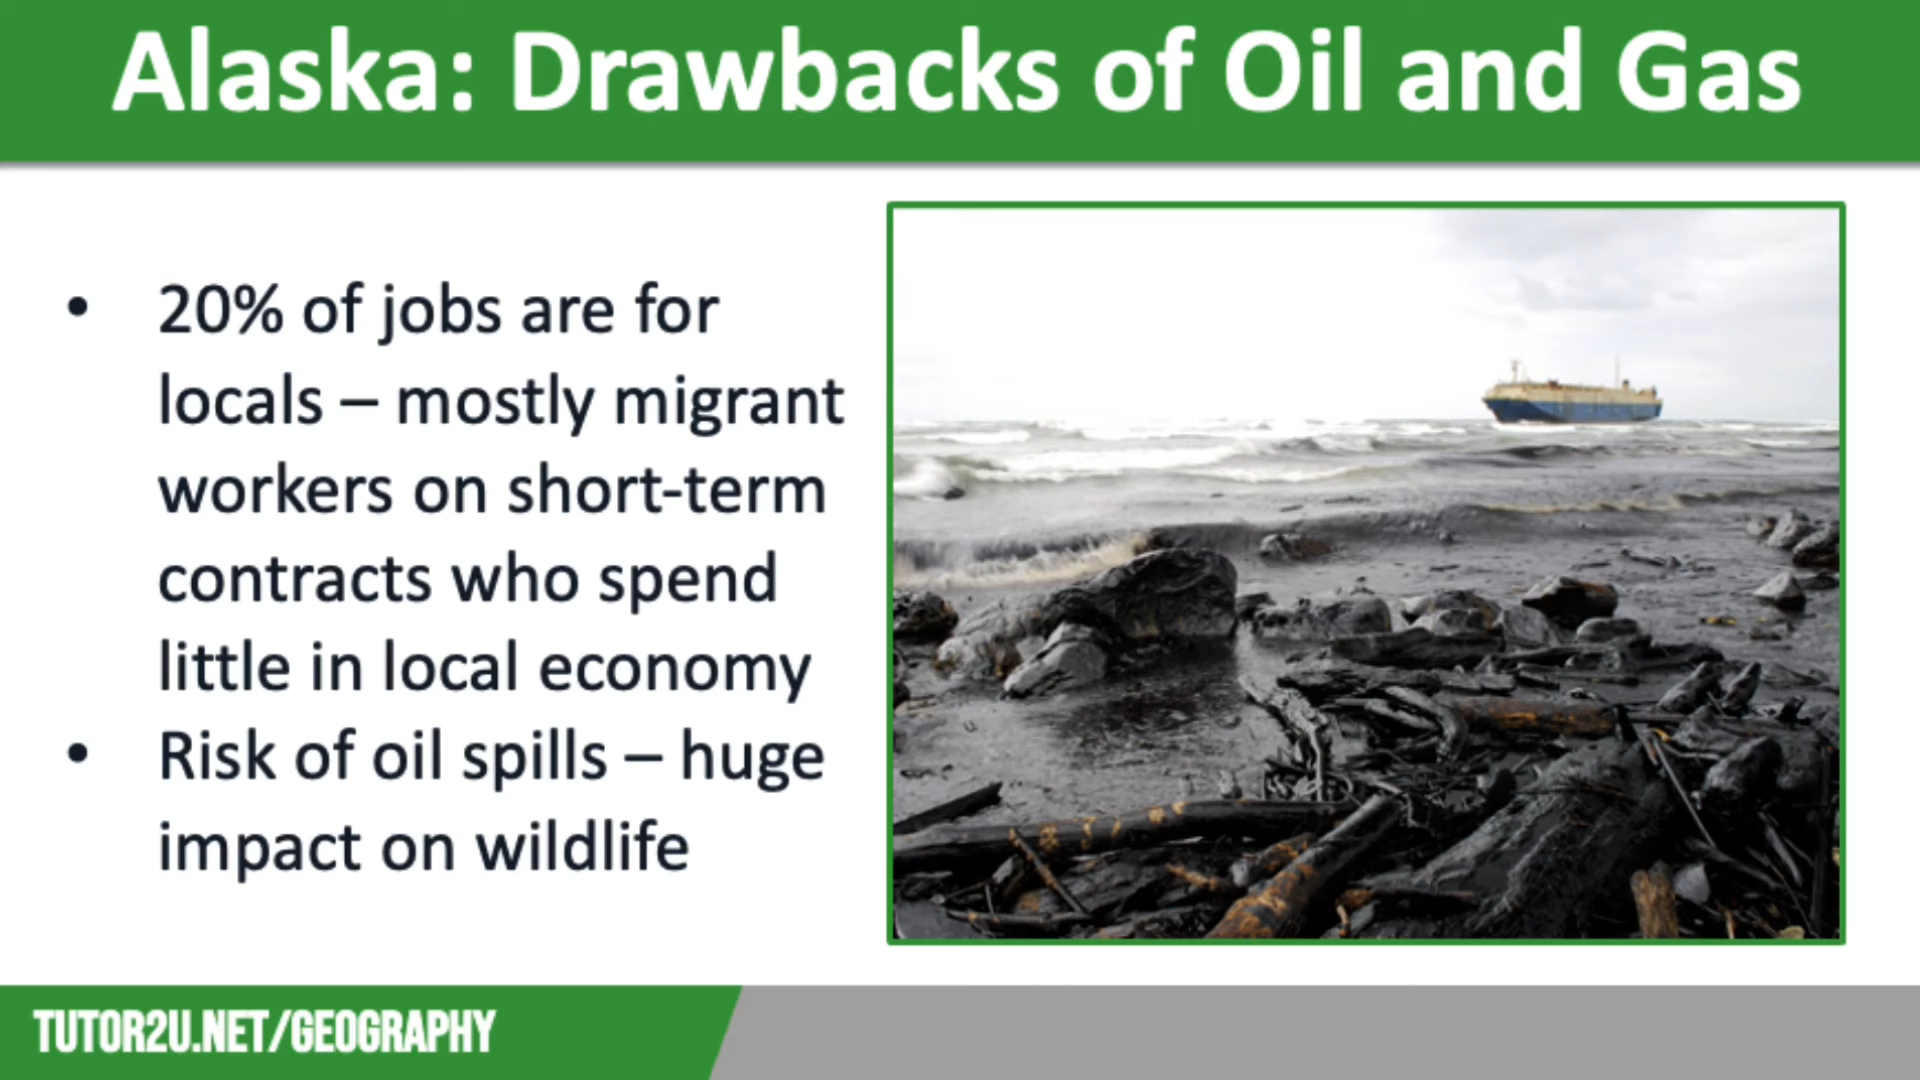 Alaska: Drawbacks of Oil and Gas
• 20% of jobs are for
locals – mostly migrant
workers on short-term
contracts who spend
little in local economy
• Risk of oil spills – huge
impact on wildlife
TUTOR2U.NET/GEOGRAPHY